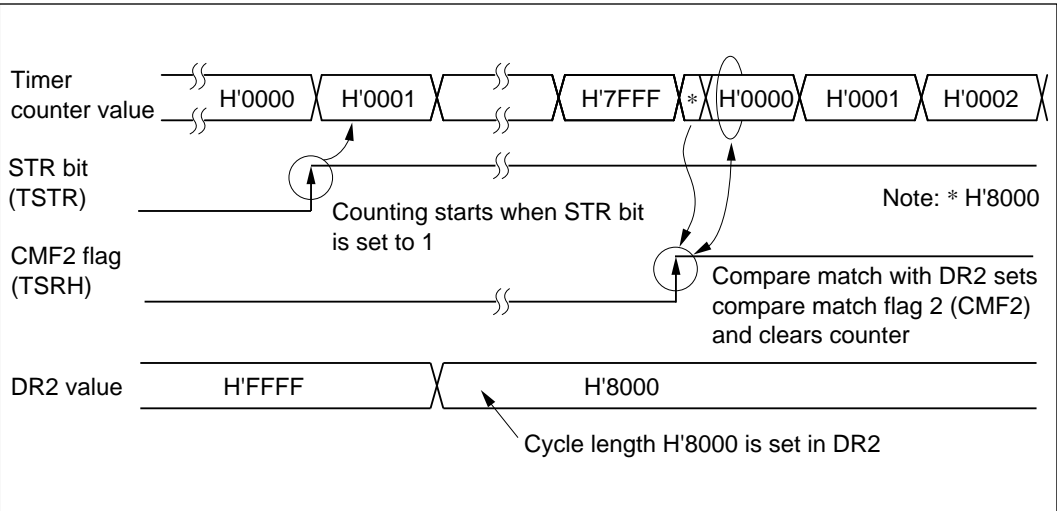 Timer
counter value
H'0000 H'0001 H'7FFF * H'0000 H'0001 H'0002
STR bit
(TSTR)
Note: * H'8000
Counting starts when STR bit
is set to 1
CMF2 flag
(TSRH)
Compare match with DR2 sets
compare match flag 2 (CMF2)
and clears counter
DR2 value H'FFFF H'8000
Cycle length H'8000 is set in DR2